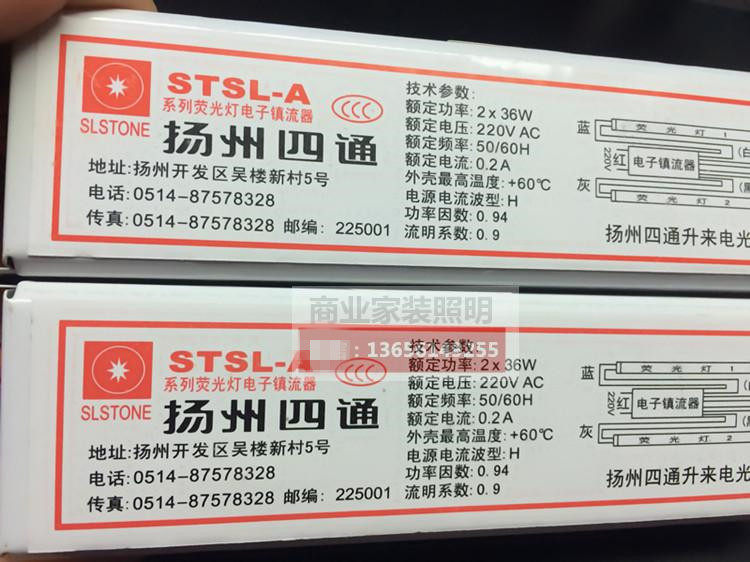 SLSTONE
STSL-A
系列荧光灯电子镇流器
CCC
扬州四通
地址:扬州开发区吴楼新村5号
电话:0514-87578328
传真:0514-87578328 邮编: 225001
技术参数:
额定功率: 2 x 36W
额定电压: 220V AC
额定频率: 50/60H
额定电流: 0.2A
外壳最高温度: +60℃
电源电流波型: H
功率因数: 0.94
流明系数: 0.9
蓝
荧光灯 1
220V
红
电子镇流器
灰
荧光灯 2
扬州四通升来电光
商业家装照明
SLSTONE
STSL-A
系列荧光灯电子镇流器
CCC
扬州四通
地址:扬州开发区吴楼新村5号
电话:0514-87578328
传真:0514-87578328 邮编: 225001
技术参数:
额定功率: 2 x 36W
额定电压: 220V AC
额定频率: 50/60H
额定电流: 0.2A
外壳最高温度: +60℃
电源电流波型: H
功率因数: 0.94
流明系数: 0.9
蓝
荧光灯 1
220V
红
电子镇流器
灰
荧光灯 2
扬州四通升来电光